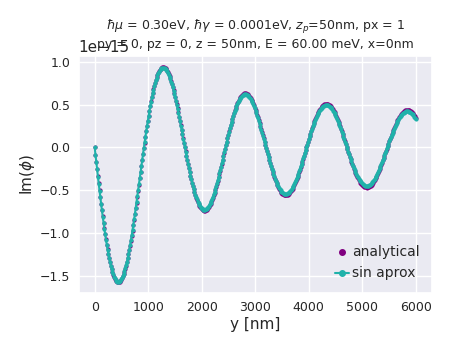 ℏμ = 0.30eV, ℏγ = 0.0001eV, z_p=50nm, px = 1
py = 0, pz = 0, z = 50nm, E = 60.00 meV, x=0nm
1e−15
1.0
0.5
0.0
−0.5
−1.0
−1.5
Im(ϕ)
analytical
sin aprox
0 1000 2000 3000 4000 5000 6000
y [nm]